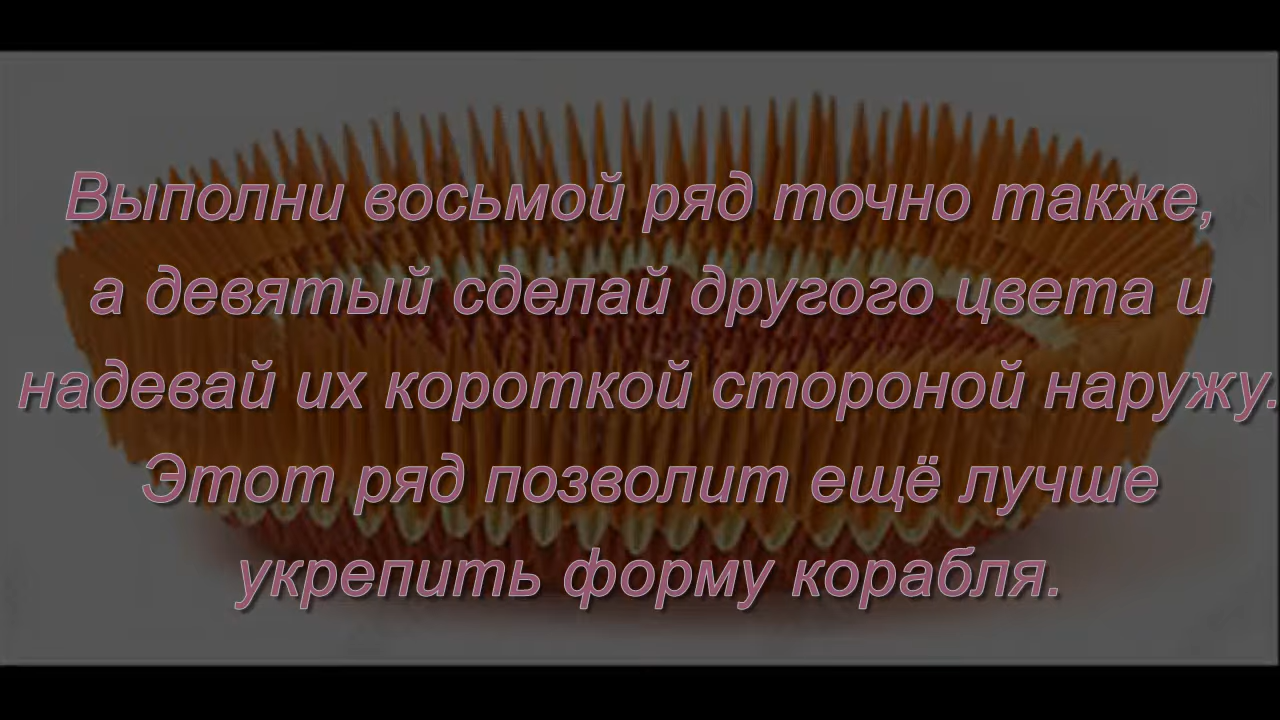 Выполни восьмой ряд точно также,
а девятый сделай другого цвета и
надевай их короткой стороной наружу.
Этот ряд позволит ещё лучше
укрепить форму корабля.